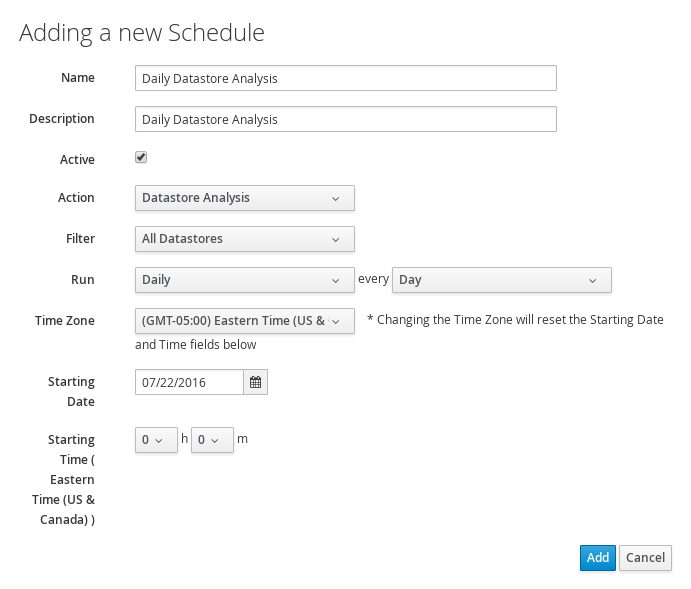 Adding a new Schedule
Name Daily Datastore Analysis
Description Daily Datastore Analysis
Active
Action Datastore Analysis
Filter All Datastores
Run Daily every Day
Time Zone (GMT-05:00) Eastern Time (US & * Changing the Time Zone will reset the Starting Date
and Time fields below
Starting 07/22/2016
Date
Starting 0 h 0 m
Time (
Eastern
Time (US &
Canada) )
Add Cancel